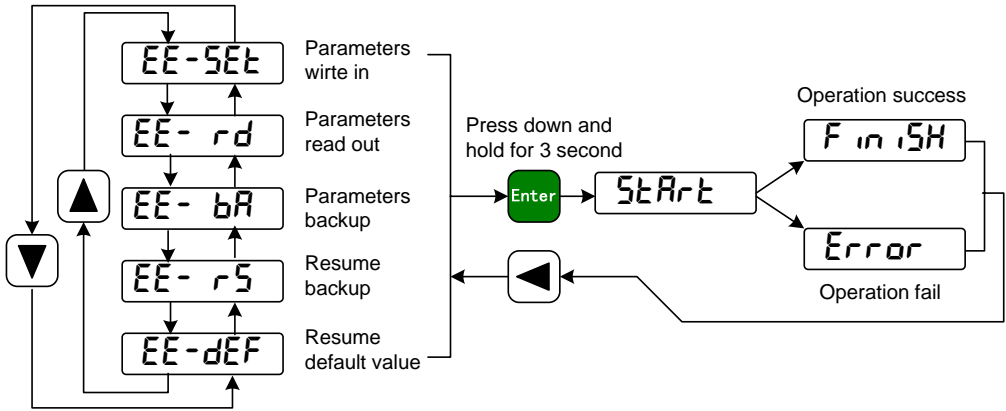 EE-SEt
Parameters
wirte in
EE- rd
Parameters
read out
EE- bA
Parameters
backup
EE- rS
Resume
backup
EE-dEF
Resume
default value
Press down and
hold for 3 second
Enter
StArt
Operation success
FiniSH
Error
Operation fail